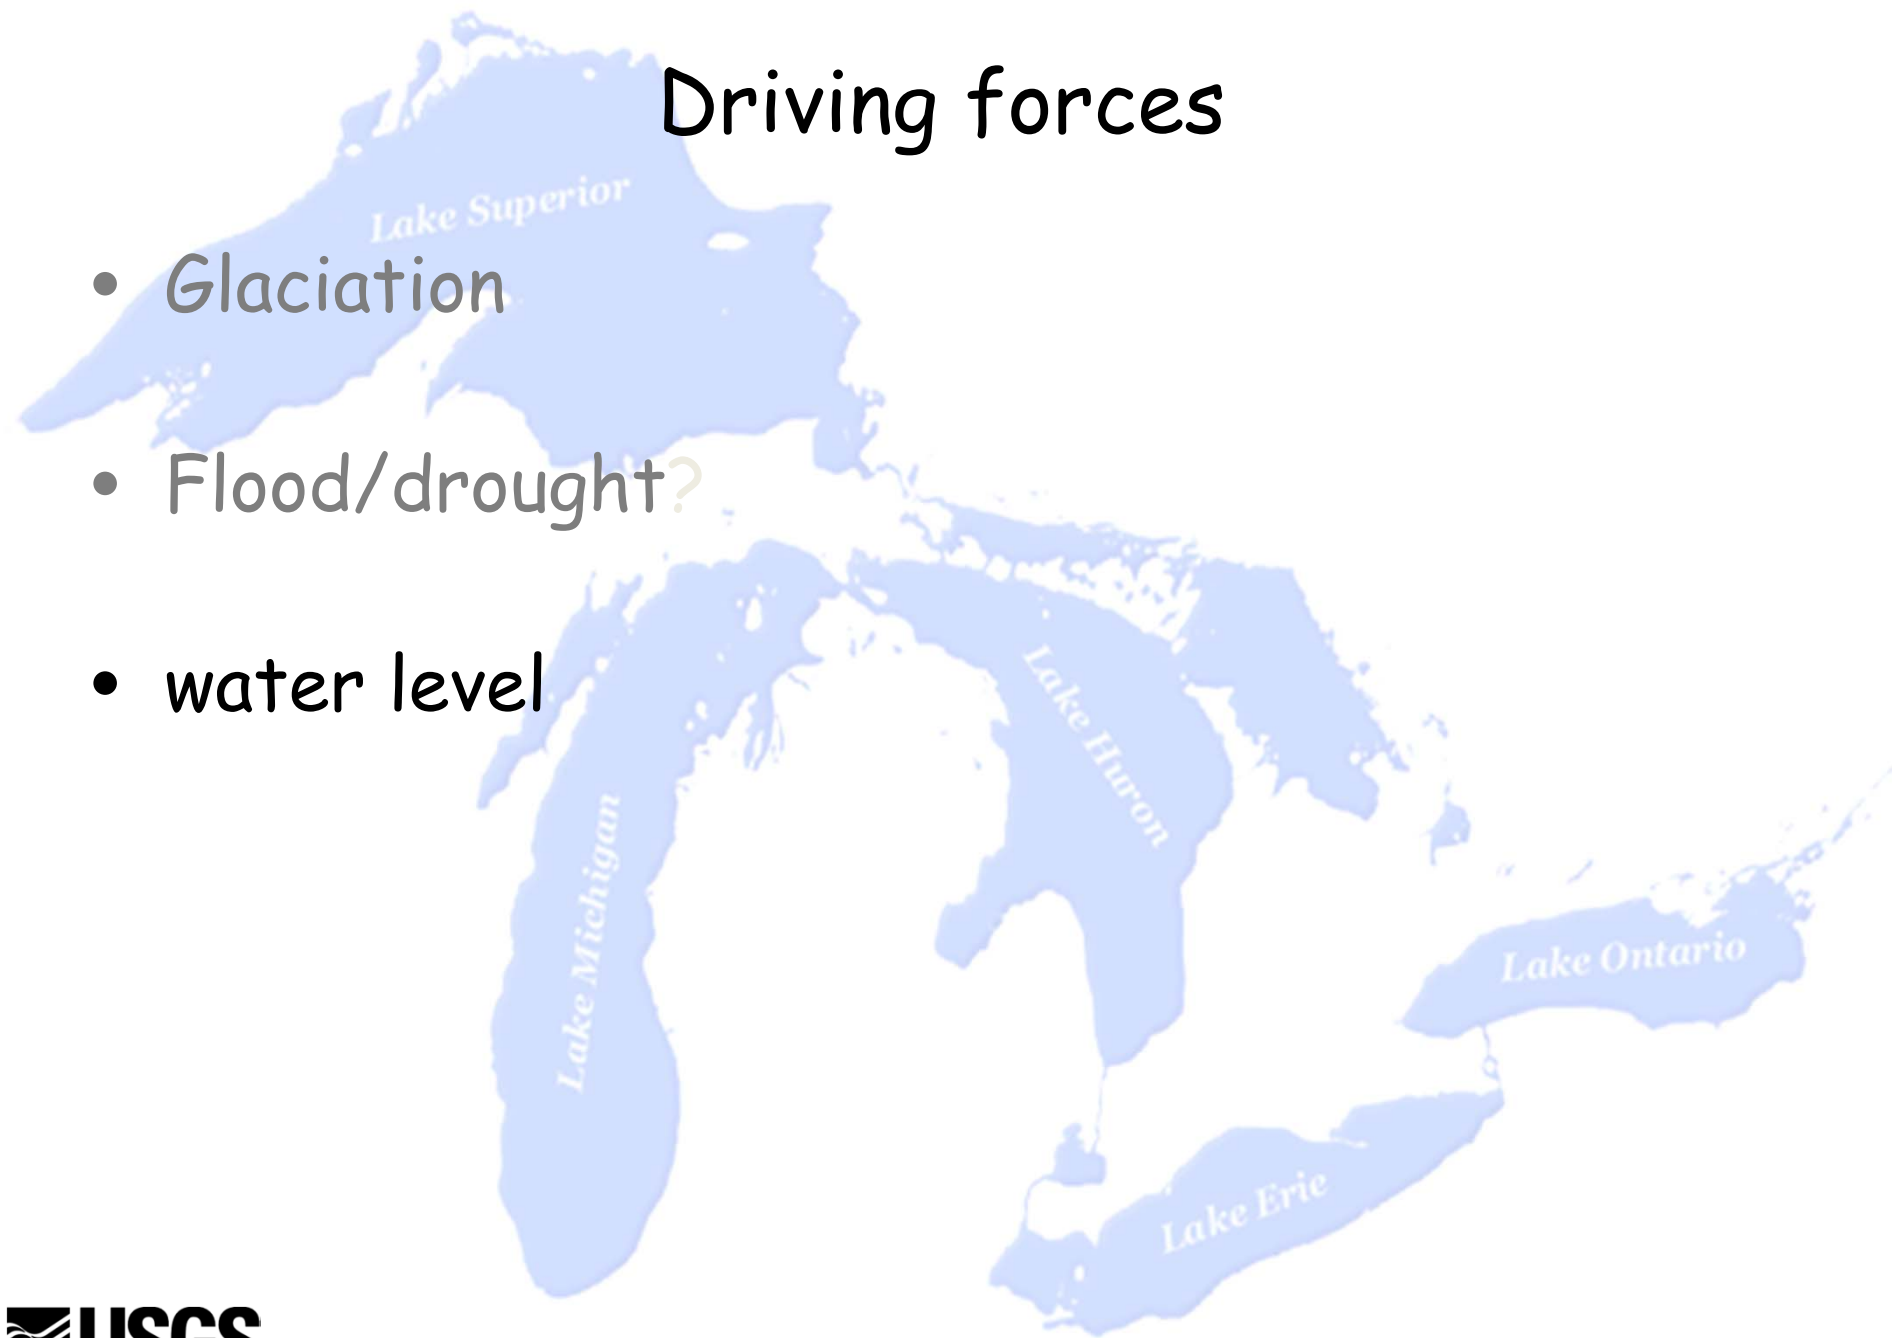 Driving forces
Lake Superior
• Glaciation
• Flood/drought?
• water level
Lake Huron
Lake Michigan
Lake Ontario
Lake Erie
USGS